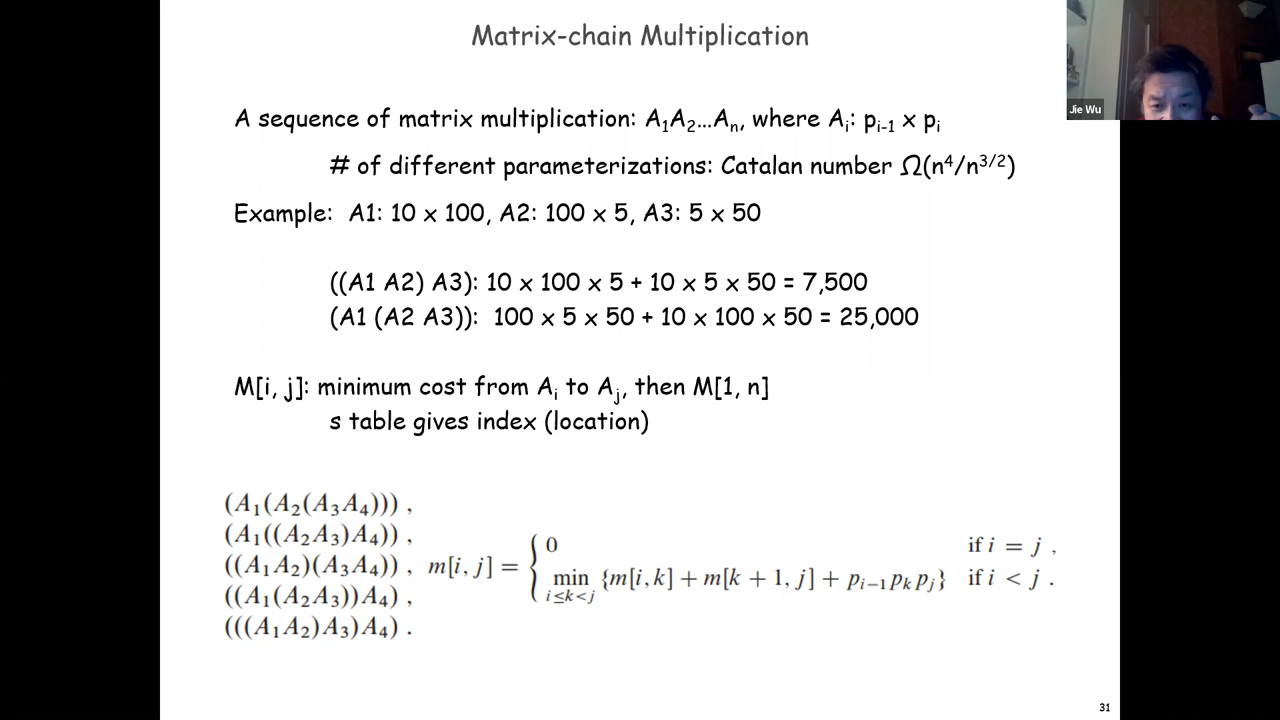 Matrix-chain Multiplication
Jie Wu
A sequence of matrix multiplication: A₁A₂…Aₙ, where Aᵢ: pᵢ₋₁ x pᵢ
# of different parameterizations: Catalan number Ω(n⁴/n³ᐟ²)
Example: A1: 10 x 100, A2: 100 x 5, A3: 5 x 50
((A1 A2) A3): 10 x 100 x 5 + 10 x 5 x 50 = 7,500
(A1 (A2 A3)): 100 x 5 x 50 + 10 x 100 x 50 = 25,000
M[i, j]: minimum cost from Aᵢ to Aⱼ, then M[1, n]
s table gives index (location)
(A₁(A₂(A₃A₄))) ,
(A₁((A₂A₃)A₄)) ,
((A₁A₂)(A₃A₄)) ,
((A₁(A₂A₃))A₄) ,
(((A₁A₂)A₃)A₄) .
m[i, j] = { 0 if i = j ,
min i≤k<j {m[i, k] + m[k + 1, j] + pᵢ₋₁ pₖ pⱼ} if i < j .
31